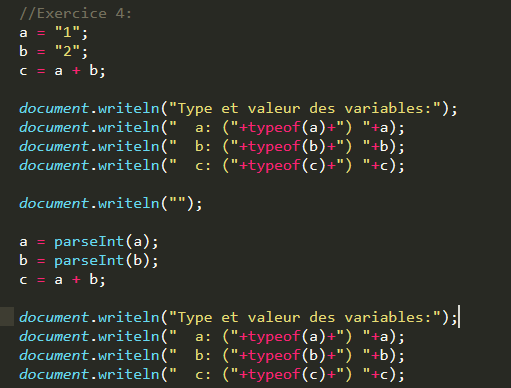 //Exercice 4:
a = "1";
b = "2";
c = a + b;
document.writeln("Type et valeur des variables:");
document.writeln("  a: ("+typeof(a)+") "+a);
document.writeln("  b: ("+typeof(b)+") "+b);
document.writeln("  c: ("+typeof(c)+") "+c);
document.writeln("");
a = parseInt(a);
b = parseInt(b);
c = a + b;
document.writeln("Type et valeur des variables:");
document.writeln("  a: ("+typeof(a)+") "+a);
document.writeln("  b: ("+typeof(b)+") "+b);
document.writeln("  c: ("+typeof(c)+") "+c);